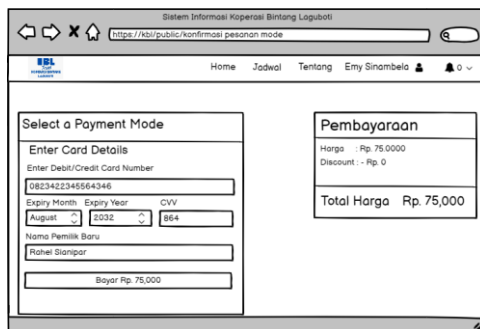 Sistem Informasi Koperasi Bintang Laguboti
https://kbl/public/konfirmasi pesanan mode
KBL
Home Jadwal Tentang Emy Sinambela 0
Select a Payment Mode
Enter Card Details
Enter Debit/Credit Card Number
0823422345564346
Expiry Month Expiry Year CVV
August 2032 864
Nama Pemilik Baru
Rahel Sianipar
Bayar Rp. 75,000
Pembayaraan
Harga : Rp. 75.0000
Discount : - Rp. 0
Total Harga Rp. 75,000